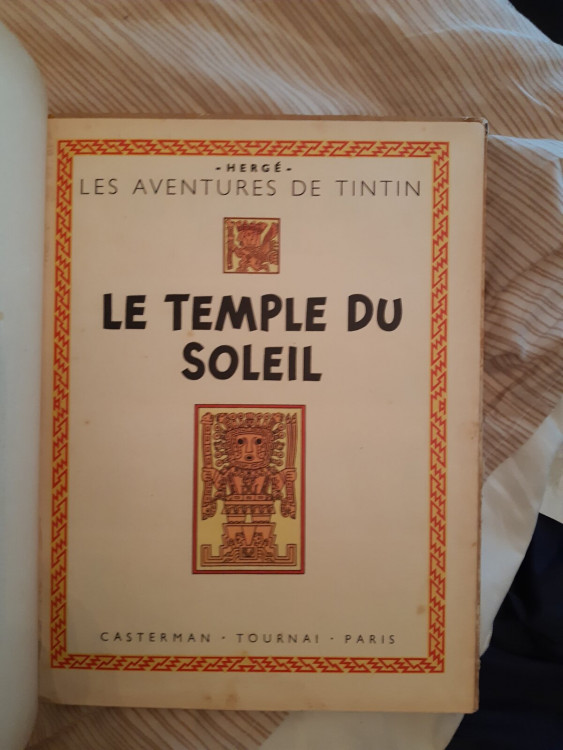 - HERGÉ -
LES AVENTURES DE TINTIN
LE TEMPLE DU
SOLEIL
CASTERMAN · TOURNAI · PARIS